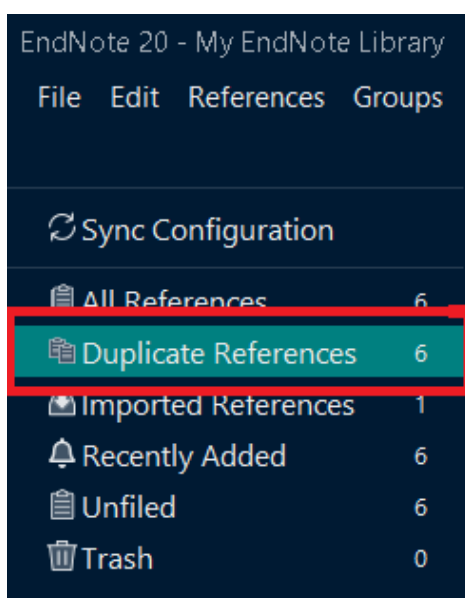 EndNote 20 - My EndNote Library
File Edit References Groups
Sync Configuration
All References 6
Duplicate References 6
Imported References 1
Recently Added 6
Unfiled 6
Trash 0